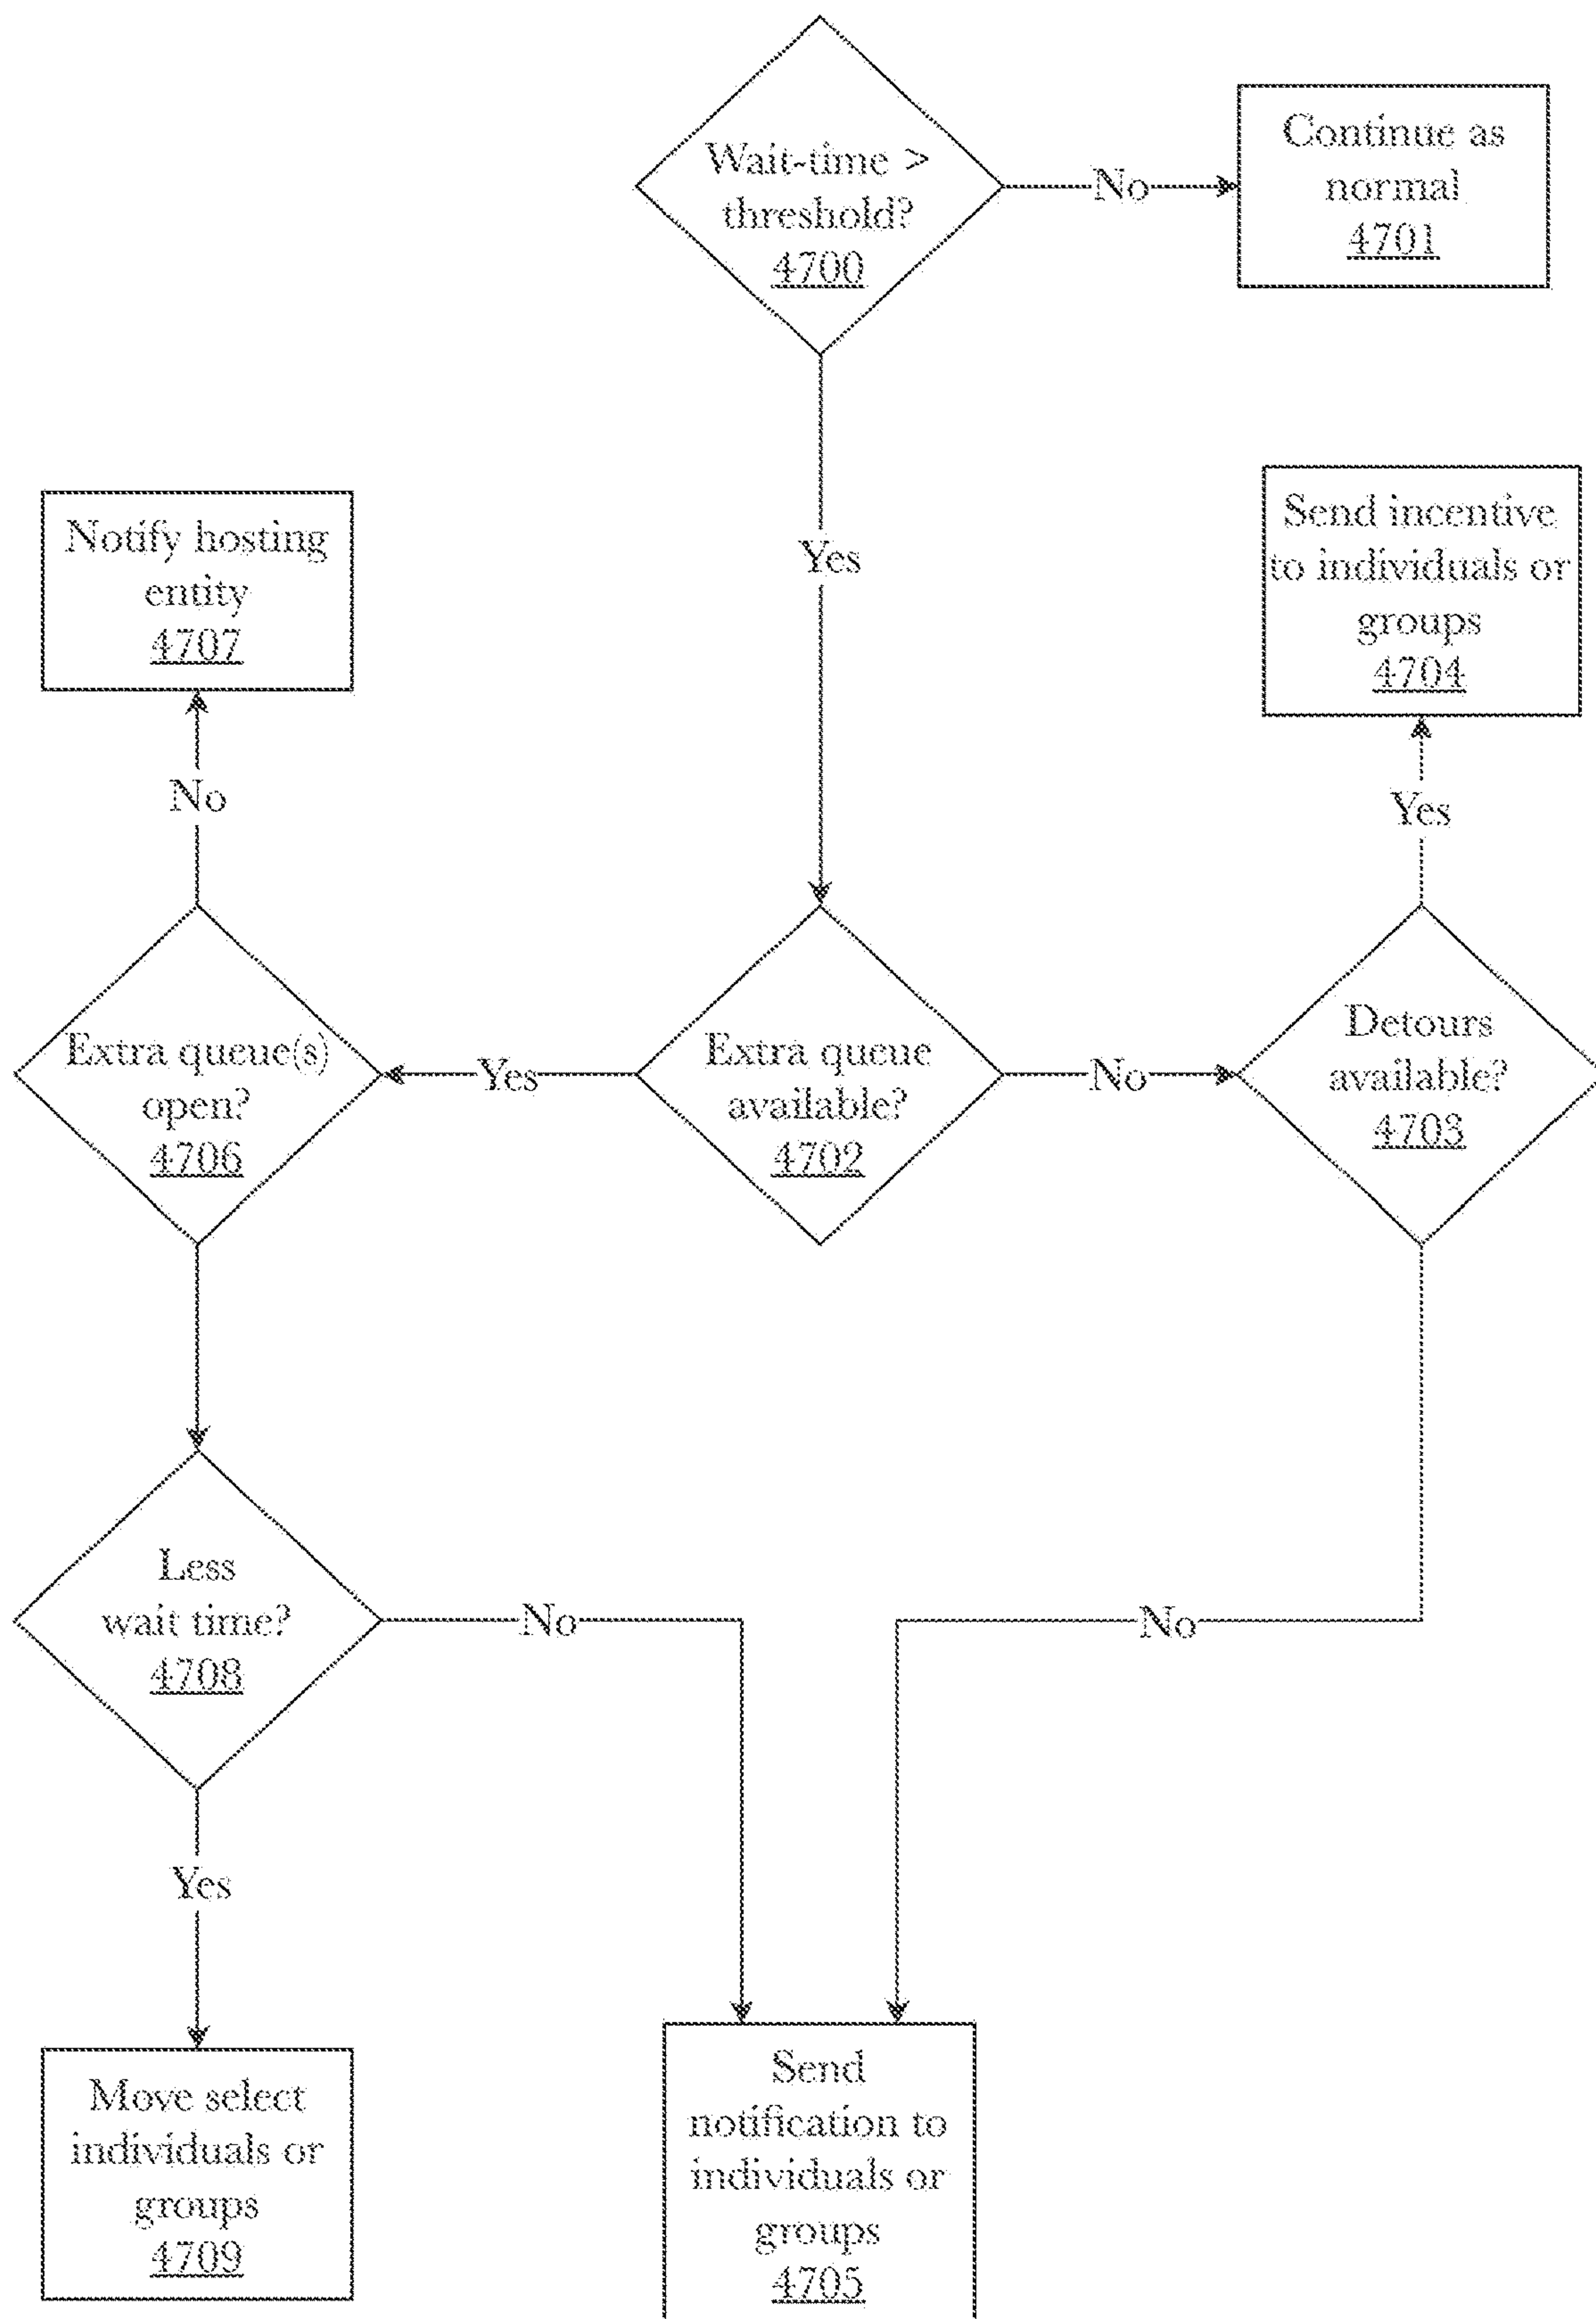 Wait-time >
threshold?
4700
No
Continue as
normal
4701
Yes
Notify hosting
entity
4707
Send incentive
to individuals or
groups
4704
No
Yes
Extra queue(s)
open?
4706
Yes
Extra queue
available?
4702
No
Detours
available?
4703
Less
wait time?
4708
No
No
Yes
Move select
individuals or
groups
4709
Send
notification to
individuals or
groups
4705